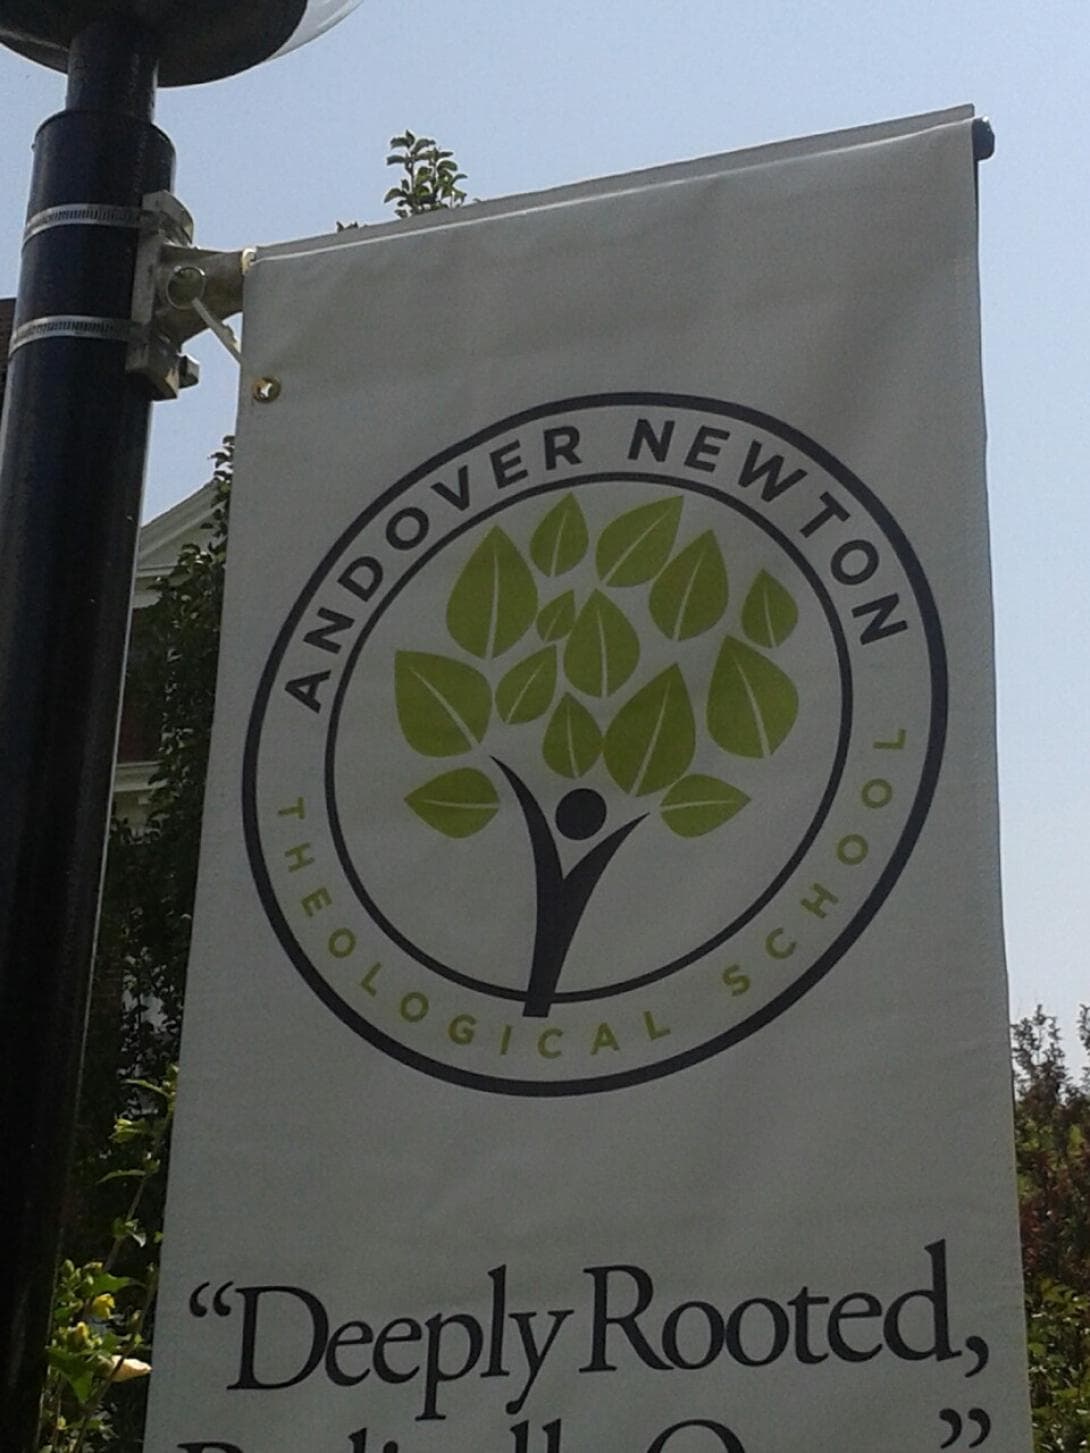 ANDOVER NEWTON
THEOLOGICAL SCHOOL
“Deeply Rooted,